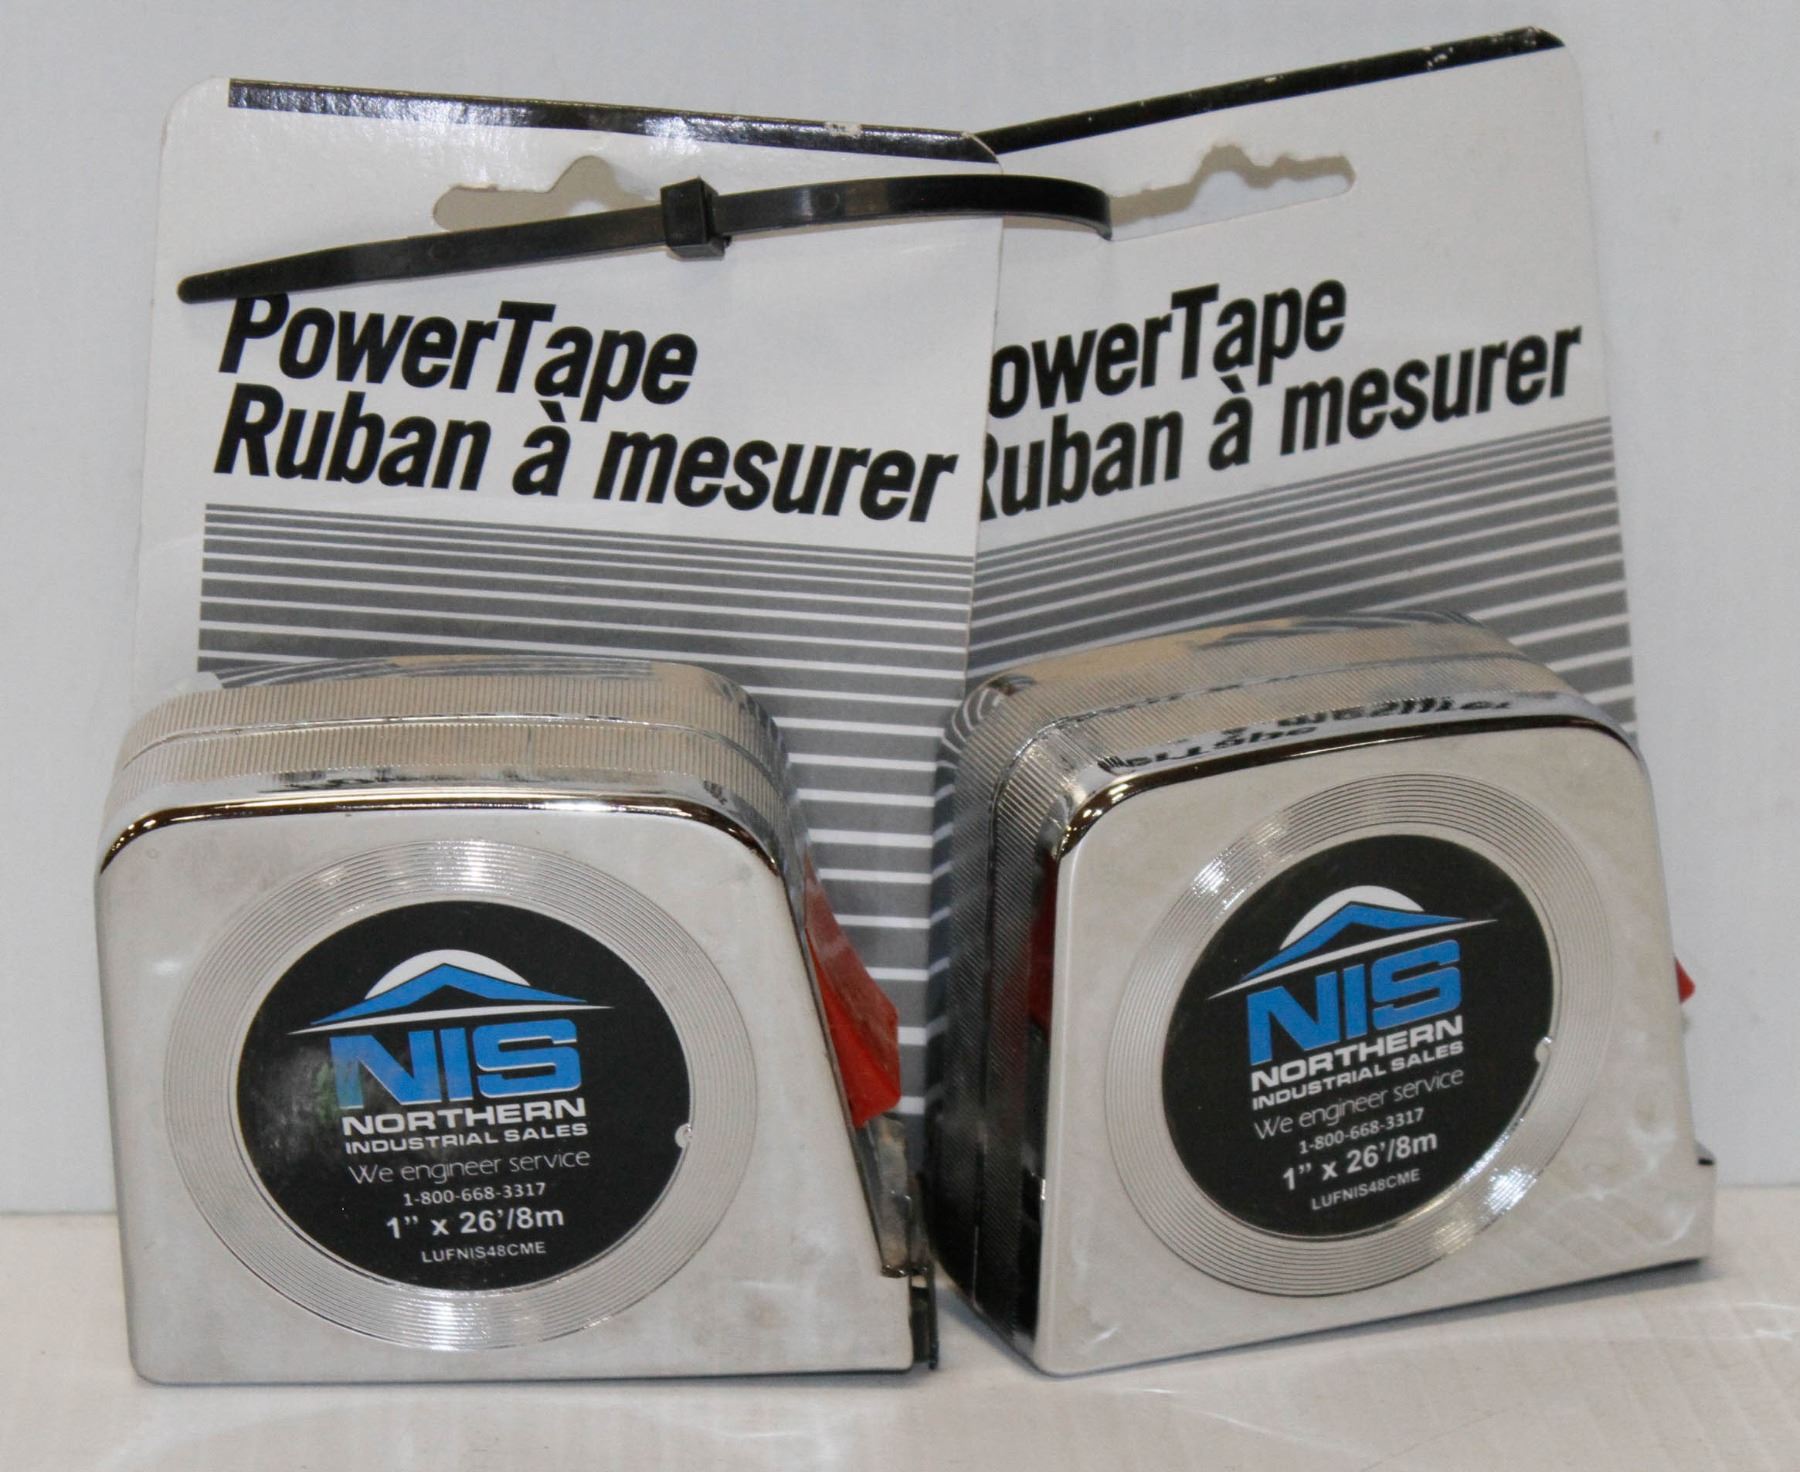 PowerTape
Ruban à mesurer
owerTape
Ruban à mesurer
NIS
NORTHERN
INDUSTRIAL SALES
We engineer service
1-800-668-3317
1” x 26’/8m
LUFNIS48CME
NIS
NORTHERN
INDUSTRIAL SALES
We engineer service
1-800-668-3317
1” x 26’/8m
LUFNIS48CME